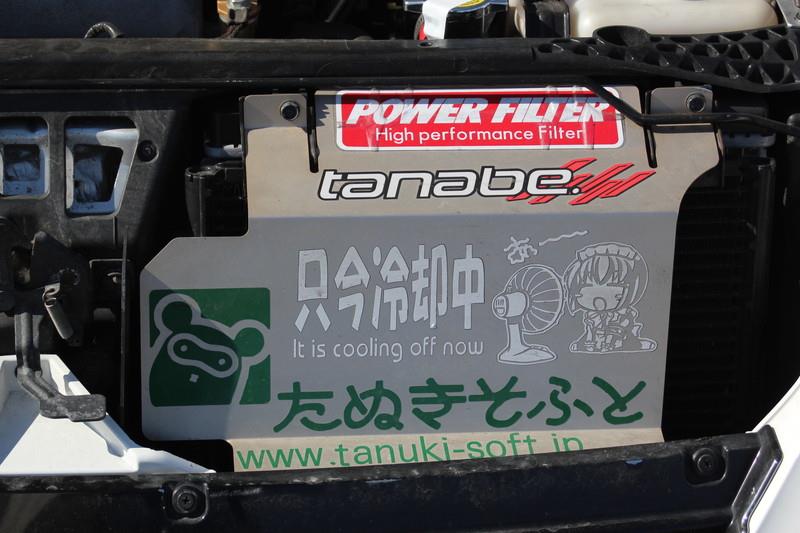 POWER FILTER
High performance Filter
tanabe.
あ〜
只今冷却中
It is cooling off now
たぬきそふと
www.tanuki-soft.jp